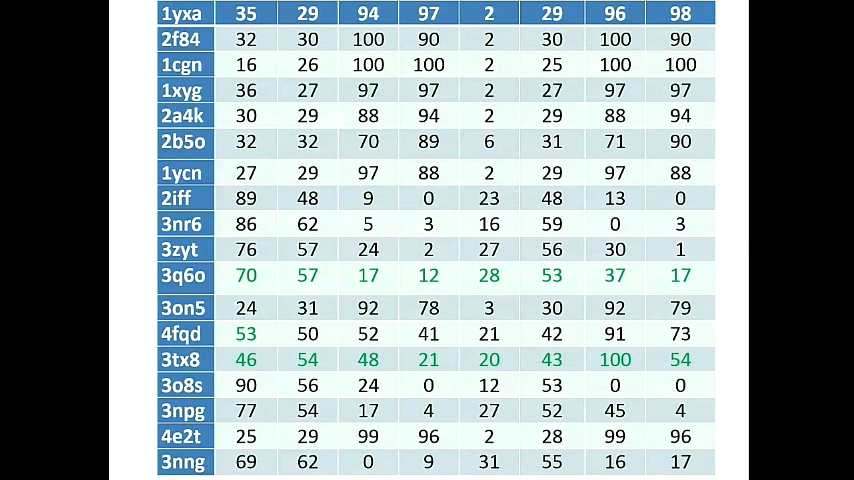 1yxa 35 29 94 97 2 29 96 98
2f84 32 30 100 90 2 30 100 90
1cgn 16 26 100 100 2 25 100 100
1xyg 36 27 97 97 2 27 97 97
2a4k 30 29 88 94 2 29 88 94
2b5o 32 32 70 89 6 31 71 90
1ycn 27 29 97 88 2 29 97 88
2iff 89 48 9 0 23 48 13 0
3nr6 86 62 5 3 16 59 0 3
3zyt 76 57 24 2 27 56 30 1
3q6o 70 57 17 12 28 53 37 17
3on5 24 31 92 78 3 30 92 79
4fqd 53 50 52 41 21 42 91 73
3tx8 46 54 48 21 20 43 100 54
3o8s 90 56 24 0 12 53 0 0
3npg 77 54 17 4 27 52 45 4
4e2t 25 29 99 96 2 28 99 96
3nng 69 62 0 9 31 55 16 17